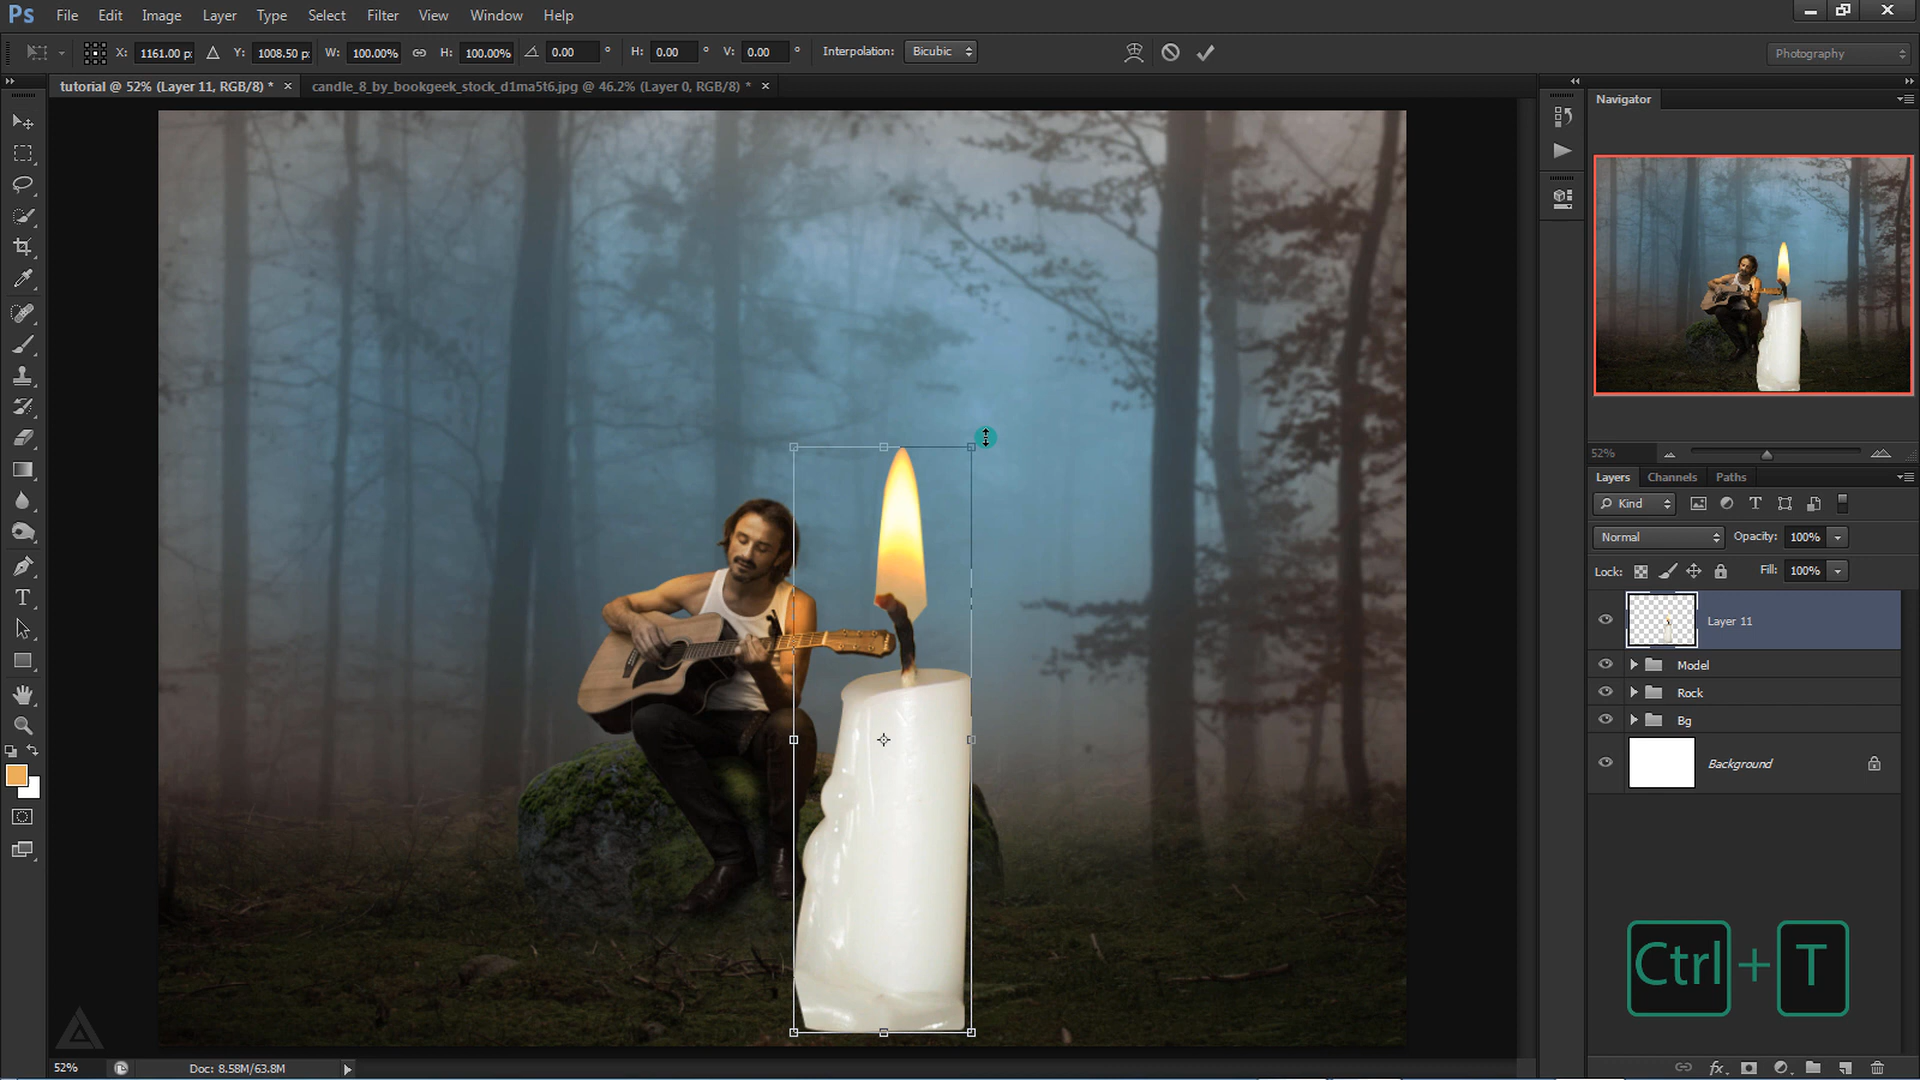 Ps File Edit Image Layer Type Select Filter View Window Help
X: 1161.00 p: Y: 1008.50 p: W: 100.00% H: 100.00% 0.00 ° H: 0.00 ° V: 0.00 ° Interpolation: Bicubic Photography
tutorial @ 52% (Layer 11, RGB/8) * × candle_8_by_bookgeek_stock_d1ma5t6.jpg @ 46.2% (Layer 0, RGB/8) * ×
Navigator
52%
Layers Channels Paths
Kind
Normal Opacity: 100%
Lock: Fill: 100%
Layer 11
Model
Rock
Bg
Background
Ctrl + T
52% Doc: 8.58M/63.8M
fx